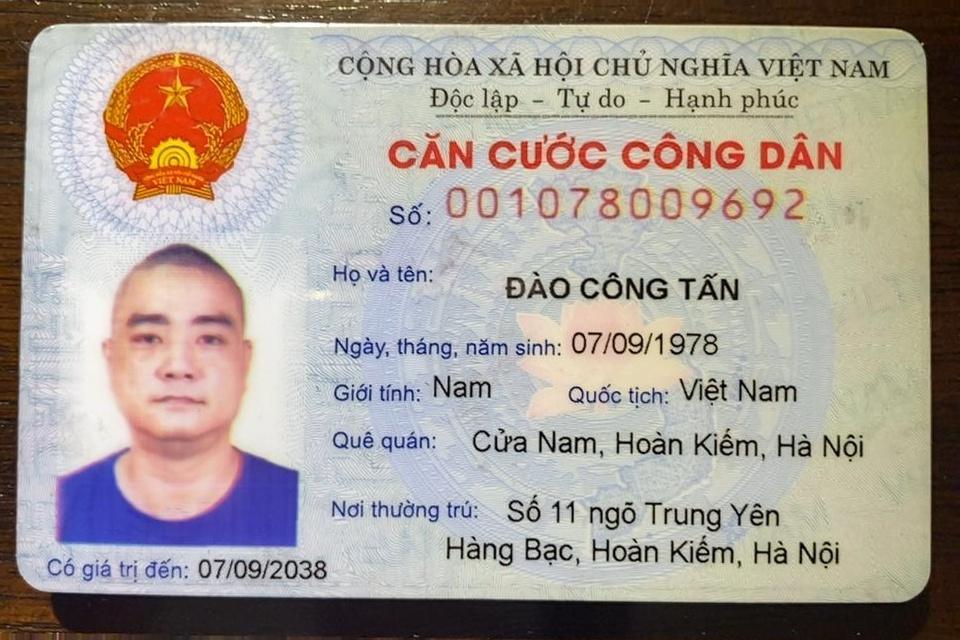 CỘNG HÒA XÃ HỘI CHỦ NGHĨA VIỆT NAM
Độc lập - Tự do - Hạnh phúc
CĂN CƯỚC CÔNG DÂN
Số: 001078009692
Họ và tên: ĐÀO CÔNG TẤN
Ngày, tháng, năm sinh: 07/09/1978
Giới tính: Nam Quốc tịch: Việt Nam
Quê quán: Cửa Nam, Hoàn Kiếm, Hà Nội
Nơi thường trú: Số 11 ngõ Trung Yên
Hàng Bạc, Hoàn Kiếm, Hà Nội
Có giá trị đến: 07/09/2038
VIỆT NAM